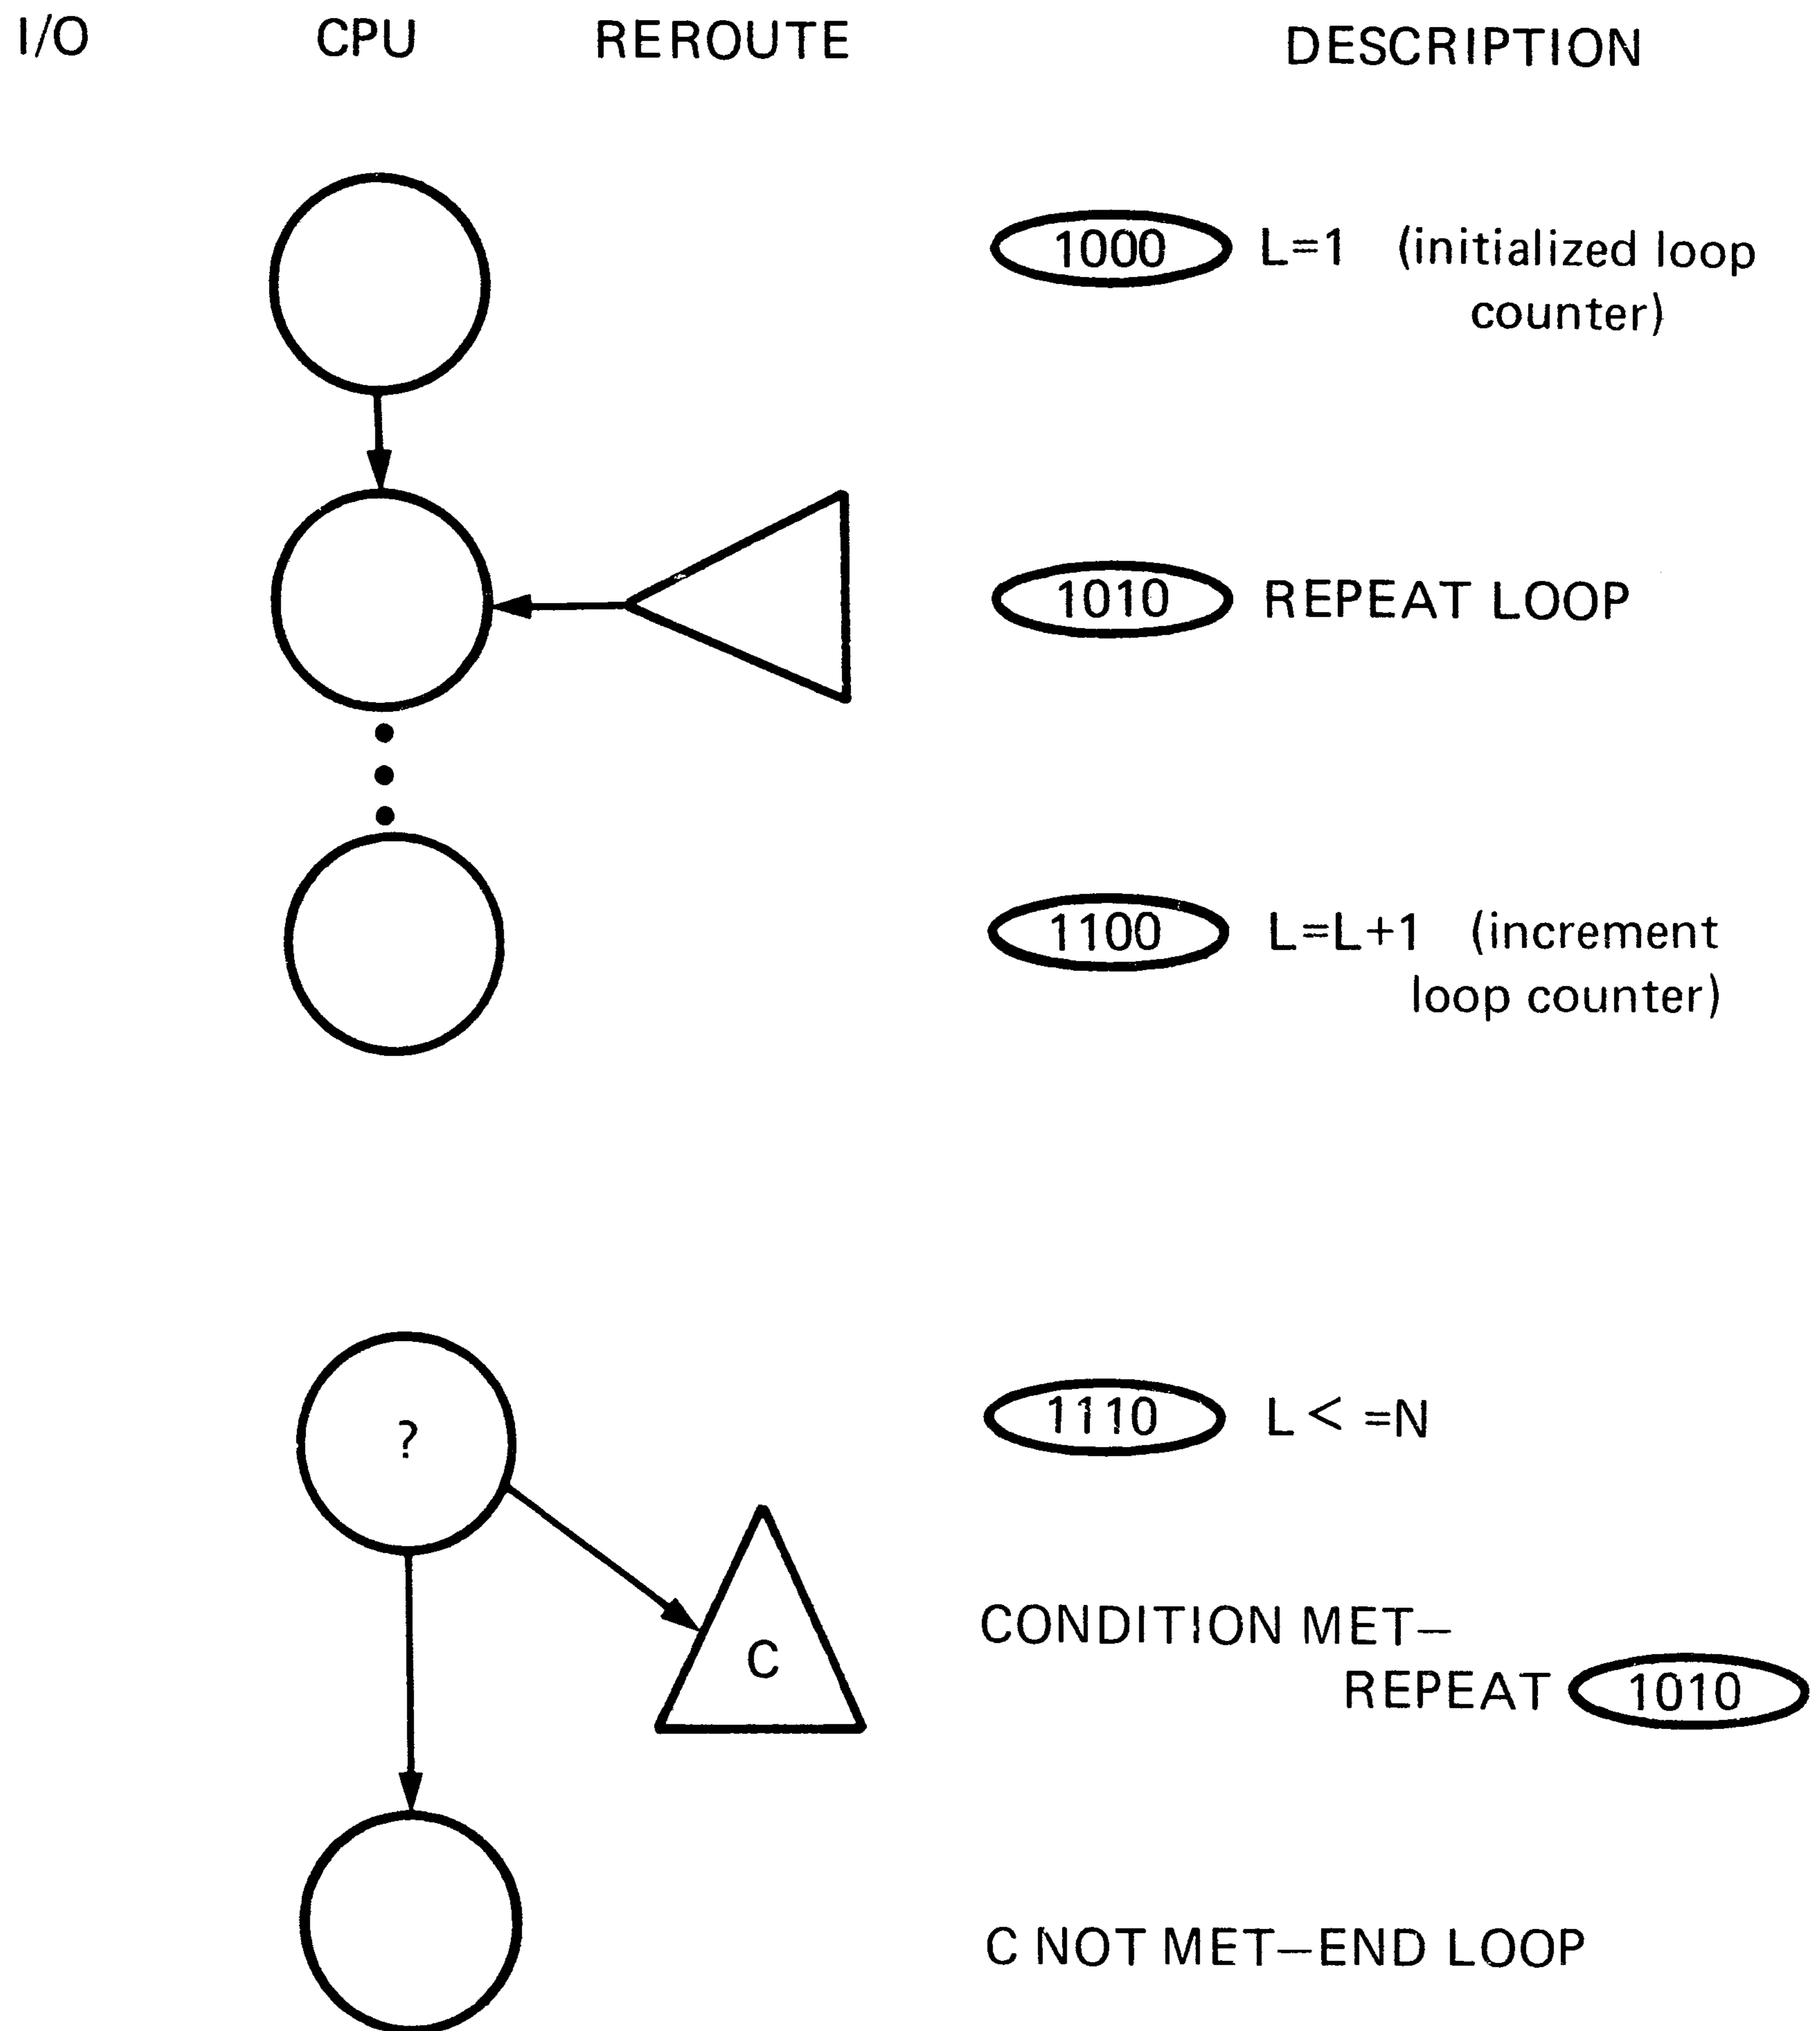 I/O CPU REROUTE DESCRIPTION
1000 L=1 (initialized loop
counter)
1010 REPEAT LOOP
1100 L=L+1 (increment
loop counter)
? 1110 L < =N
CONDITION MET—
C
REPEAT 1010
C NOT MET—END LOOP